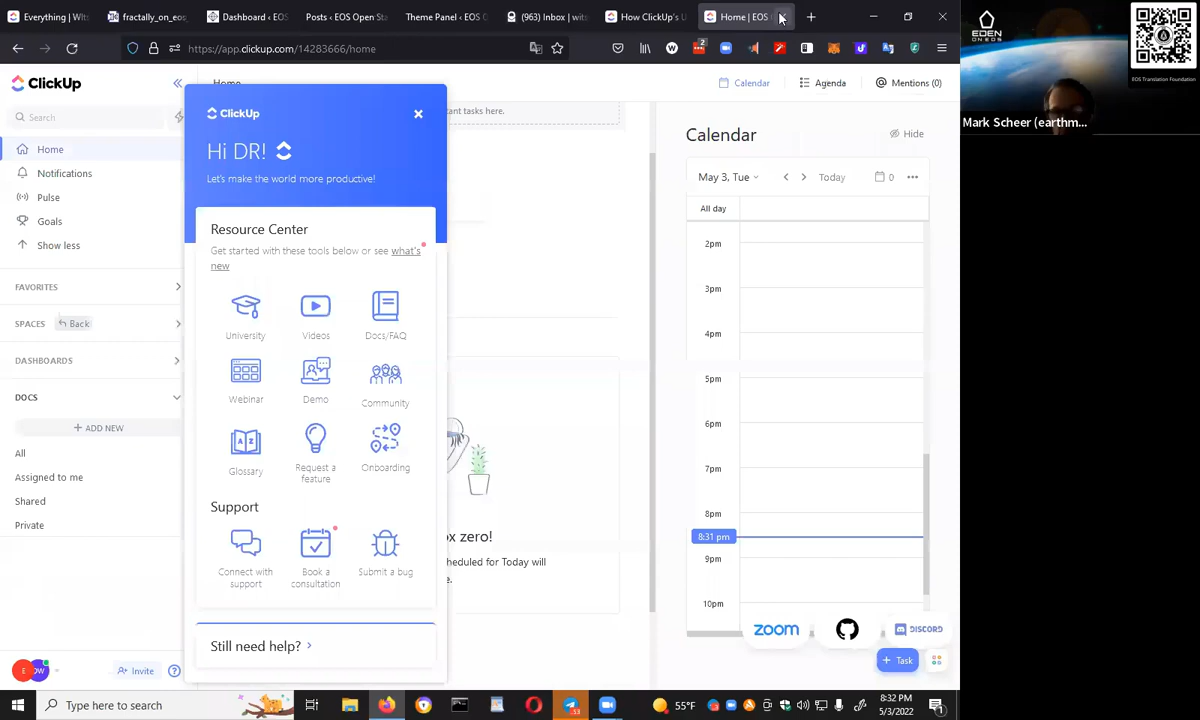 Everything | Wits
fractally_on_eos
Dashboard ‹ EOS
Posts ‹ EOS Open Sta
Theme Panel ‹ EOS
(963) Inbox | wits
How ClickUp's U
Home | EOS
https://app.clickup.com/14283666/home
2
ClickUp
Search
Home
Notifications
Pulse
Goals
Show less
FAVORITES
SPACES
Back
DASHBOARDS
DOCS
+ ADD NEW
All
Assigned to me
Shared
Private
E
DW
Invite
Home
ClickUp
Hi DR!
Let's make the world more productive!
Resource Center
Get started with these tools below or see what's
new
University
Videos
Docs/FAQ
Webinar
Demo
Community
A Z
Glossary
Request a
feature
Onboarding
Support
Connect with
support
Book a
consultation
Submit a bug
Still need help?
tant tasks here.
ox zero!
heduled for Today will
e.
Calendar
Agenda
Mentions (0)
Calendar
Hide
May 3, Tue
Today
0
All day
2pm
3pm
4pm
5pm
6pm
7pm
8pm
8:31 pm
9pm
10pm
zoom
DISCORD
+ Task
Type here to search
55°F
8:32 PM
5/3/2022
1
EDEN
ON EOS
EOS Translation Foundation
Mark Scheer (earthm...